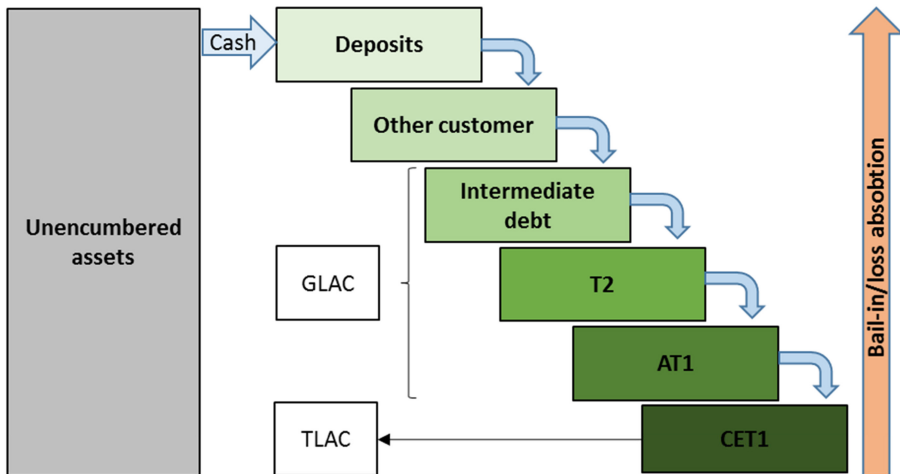 Cash
Deposits
Other customer
Intermediate
debt
Unencumbered
assets
GLAC
T2
AT1
TLAC
CET1
Bail-in/loss absobtion